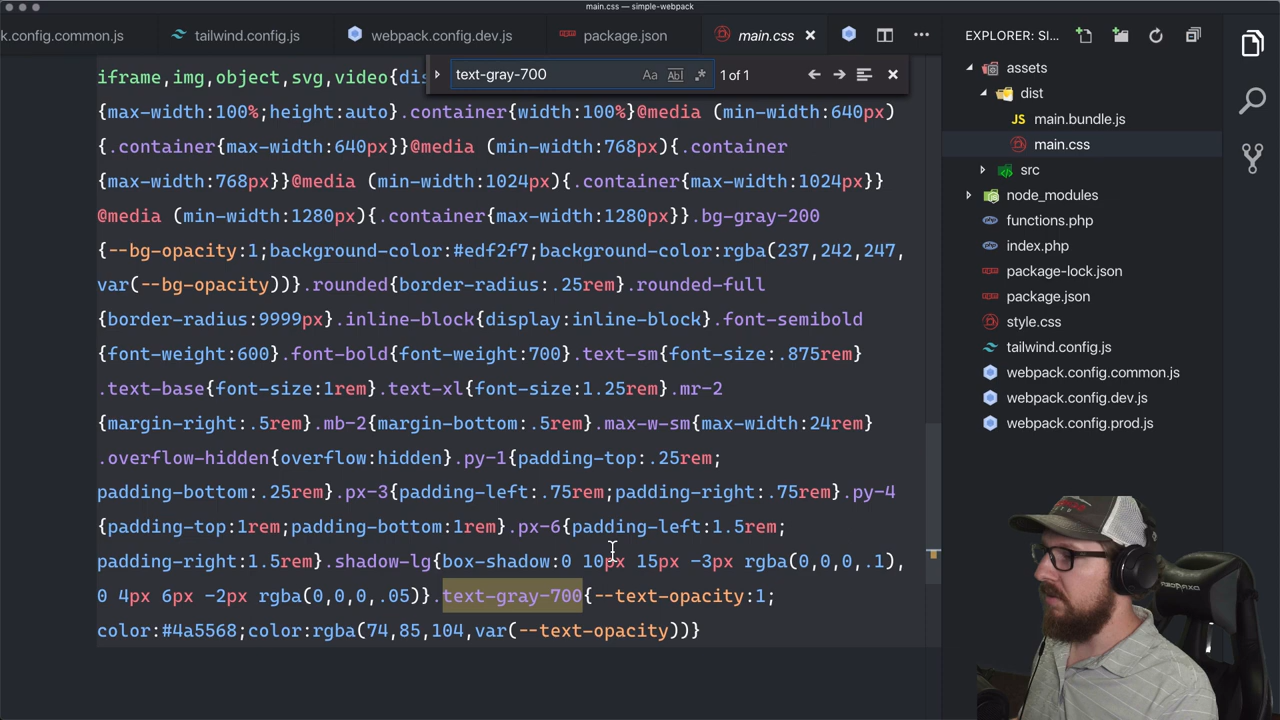 main.css — simple-webpack
k.config.common.js
tailwind.config.js
webpack.config.dev.js
package.json
main.css
EXPLORER: SI...
text-gray-700
Aa
Abl
1 of 1
iframe,img,object,svg,video{dis
{max-width:100%;height:auto}.container{width:100%}@media (min-width:640px)
{.container{max-width:640px}}@media (min-width:768px){.container
{max-width:768px}}@media (min-width:1024px){.container{max-width:1024px}}
@media (min-width:1280px){.container{max-width:1280px}}.bg-gray-200
{--bg-opacity:1;background-color:#edf2f7;background-color:rgba(237,242,247,
var(--bg-opacity))}.rounded{border-radius:.25rem}.rounded-full
{border-radius:9999px}.inline-block{display:inline-block}.font-semibold
{font-weight:600}.font-bold{font-weight:700}.text-sm{font-size:.875rem}
.text-base{font-size:1rem}.text-xl{font-size:1.25rem}.mr-2
{margin-right:.5rem}.mb-2{margin-bottom:.5rem}.max-w-sm{max-width:24rem}
.overflow-hidden{overflow:hidden}.py-1{padding-top:.25rem;
padding-bottom:.25rem}.px-3{padding-left:.75rem;padding-right:.75rem}.py-4
{padding-top:1rem;padding-bottom:1rem}.px-6{padding-left:1.5rem;
padding-right:1.5rem}.shadow-lg{box-shadow:0 10px 15px -3px rgba(0,0,0,.1),
0 4px 6px -2px rgba(0,0,0,.05)}.text-gray-700{--text-opacity:1;
color:#4a5568;color:rgba(74,85,104,var(--text-opacity))}
assets
dist
JS main.bundle.js
main.css
src
node_modules
functions.php
index.php
package-lock.json
package.json
style.css
tailwind.config.js
webpack.config.common.js
webpack.config.dev.js
webpack.config.prod.js